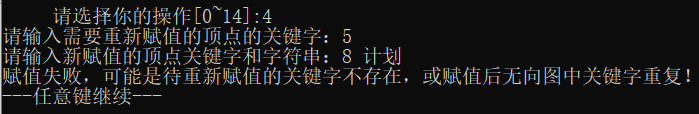 请选择你的操作[0~14]:4
请输入需要重新赋值的顶点的关键字：5
请输入新赋值的顶点关键字和字符串：8 计划
赋值失败，可能是待重新赋值的关键字不存在，或赋值后无向图中关键字重复！
---任意键继续---